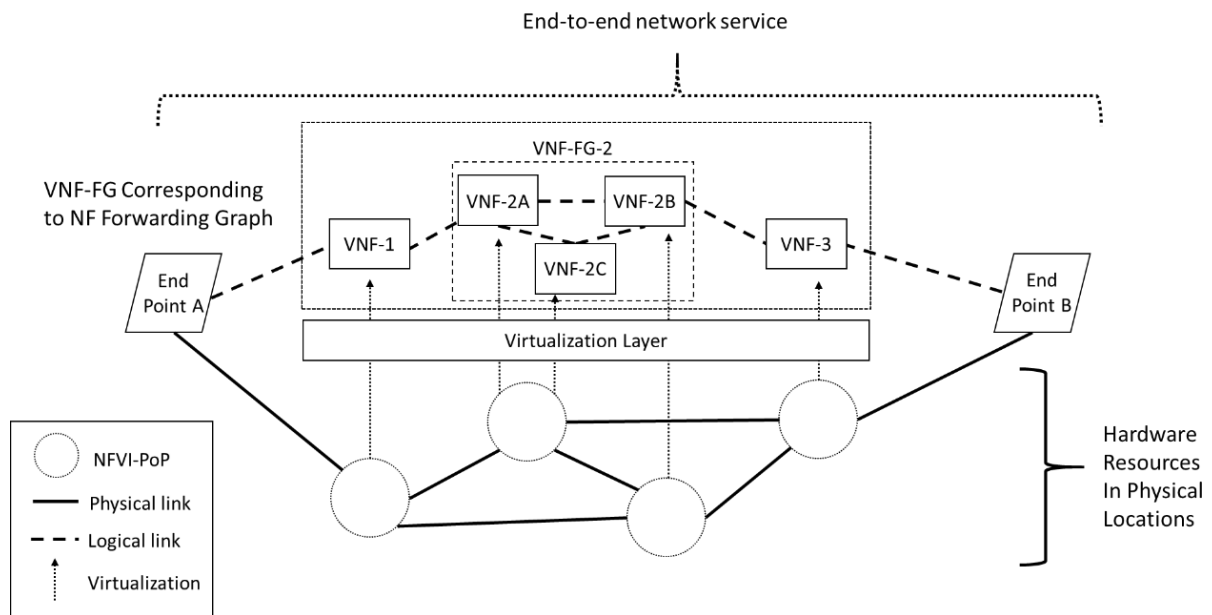 End-to-end network service
VNF-FG-2
VNF-FG Corresponding
to NF Forwarding Graph
VNF-2A
VNF-2B
VNF-1
VNF-2C
VNF-3
End
Point A
End
Point B
Virtualization Layer
Hardware
Resources
In Physical
Locations
NFVI-PoP
Physical link
Logical link
Virtualization